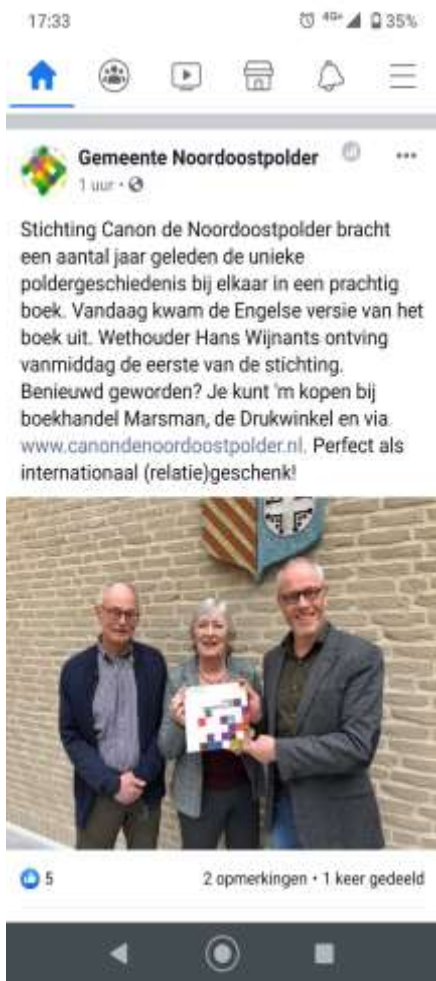 17:33
4G+ 35%
Gemeente Noordoostpolder
1 uur
Stichting Canon de Noordoostpolder bracht
een aantal jaar geleden de unieke
poldergeschiedenis bij elkaar in een prachtig
boek. Vandaag kwam de Engelse versie van het
boek uit. Wethouder Hans Wijnants ontving
vanmiddag de eerste van de stichting.
Benieuwd geworden? Je kunt 'm kopen bij
boekhandel Marsman, de Drukwinkel en via
www.canondenoordoostpolder.nl. Perfect als
internationaal (relatie)geschenk!
5
2 opmerkingen • 1 keer gedeeld